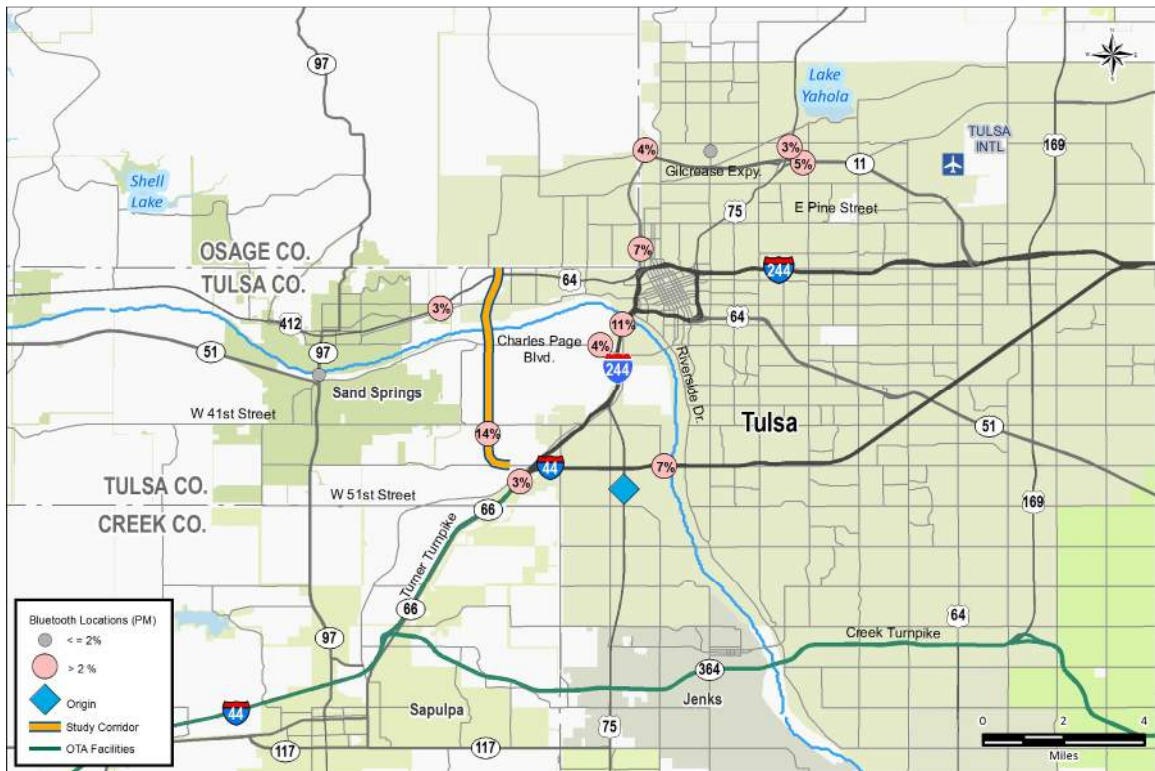 97
Lake
Yahola
TULSA
INTL
169
3%
4%
5%
11
Gilcrease Expy.
Shell
Lake
75
E Pine Street
OSAGE CO.
7%
TULSA CO.
64
244
3%
412
11%
64
51
97
Charles Page
Blvd.
4%
244
Riverside Dr.
Sand Springs
W 41st Street
Tulsa
51
14%
44
7%
TULSA CO.
W 51st Street
3%
CREEK CO.
66
169
Turner Turnpike
66
64
97
Creek Turnpike
364
Jenks
44
Sapulpa
75
117
117
Bluetooth Locations (PM)
< = 2%
> 2 %
Origin
Study Corridor
OTA Facilities
0 2 4
Miles